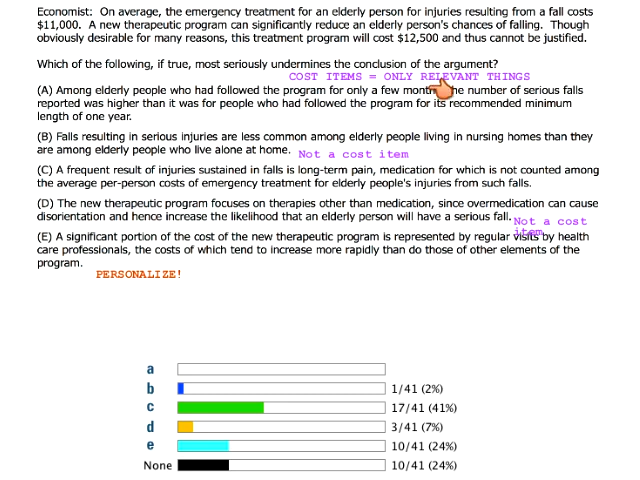 Economist: On average, the emergency treatment for an elderly person for injuries resulting from a fall costs
$11,000. A new therapeutic program can significantly reduce an elderly person's chances of falling. Though
obviously desirable for many reasons, this treatment program will cost $12,500 and thus cannot be justified.
Which of the following, if true, most seriously undermines the conclusion of the argument?
COST ITEMS = ONLY RELEVANT THINGS
(A) Among elderly people who had followed the program for only a few month he number of serious falls
reported was higher than it was for people who had followed the program for its recommended minimum
length of one year.
(B) Falls resulting in serious injuries are less common among elderly people living in nursing homes than they
are among elderly people who live alone at home. Not a cost item
(C) A frequent result of injuries sustained in falls is long-term pain, medication for which is not counted among
the average per-person costs of emergency treatment for elderly people's injuries from such falls.
(D) The new therapeutic program focuses on therapies other than medication, since overmedication can cause
disorientation and hence increase the likelihood that an elderly person will have a serious fall. Not a cost
item
(E) A significant portion of the cost of the new therapeutic program is represented by regular visits by health
care professionals, the costs of which tend to increase more rapidly than do those of other elements of the
program.
PERSONALIZE!
a
b 1/41 (2%)
c 17/41 (41%)
d 3/41 (7%)
e 10/41 (24%)
None 10/41 (24%)